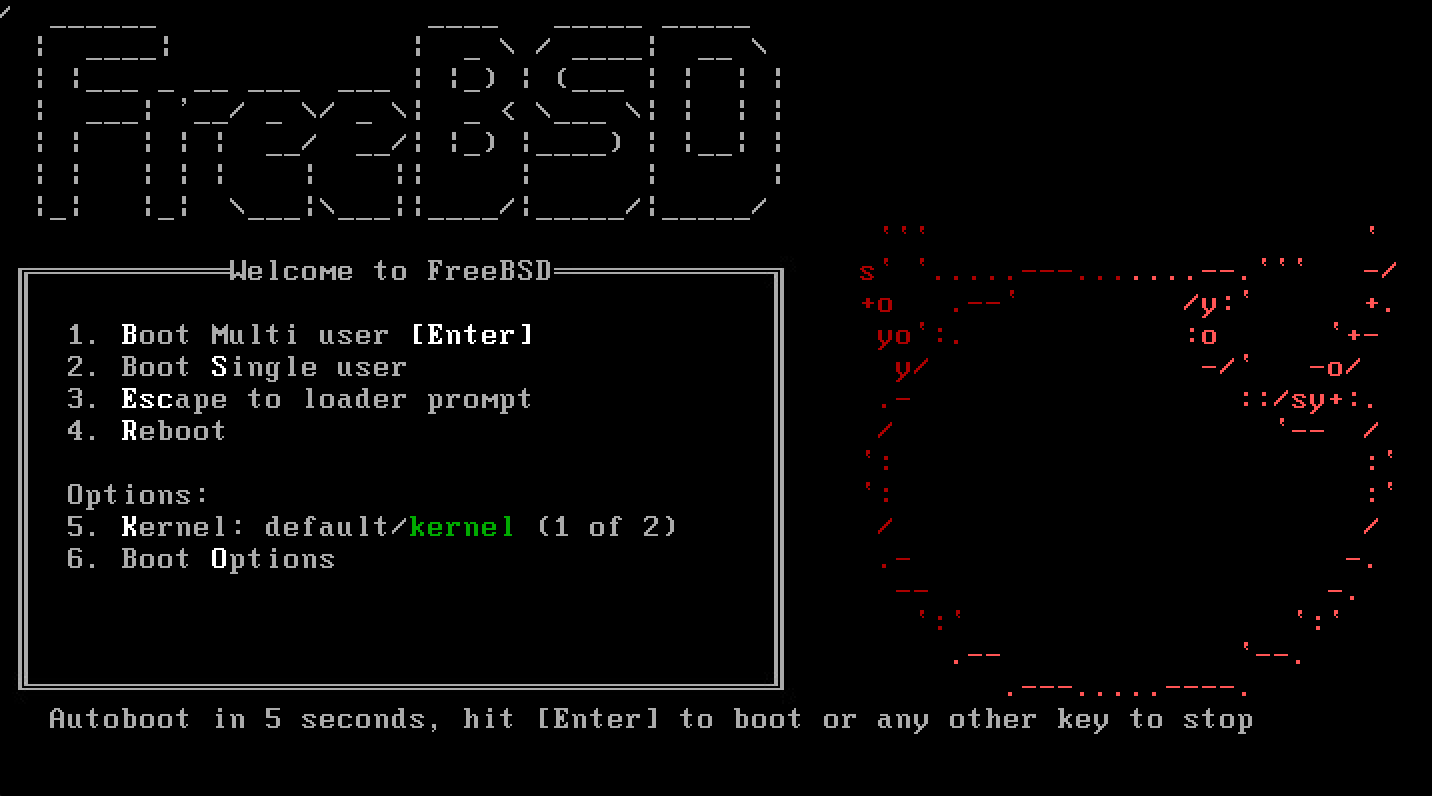 FreeBSD
Welcome to FreeBSD
1. Boot Multi user [Enter]
2. Boot Single user
3. Escape to loader prompt
4. Reboot
Options:
5. Kernel: default/kernel (1 of 2)
6. Boot Options
Autoboot in 5 seconds, hit [Enter] to boot or any other key to stop